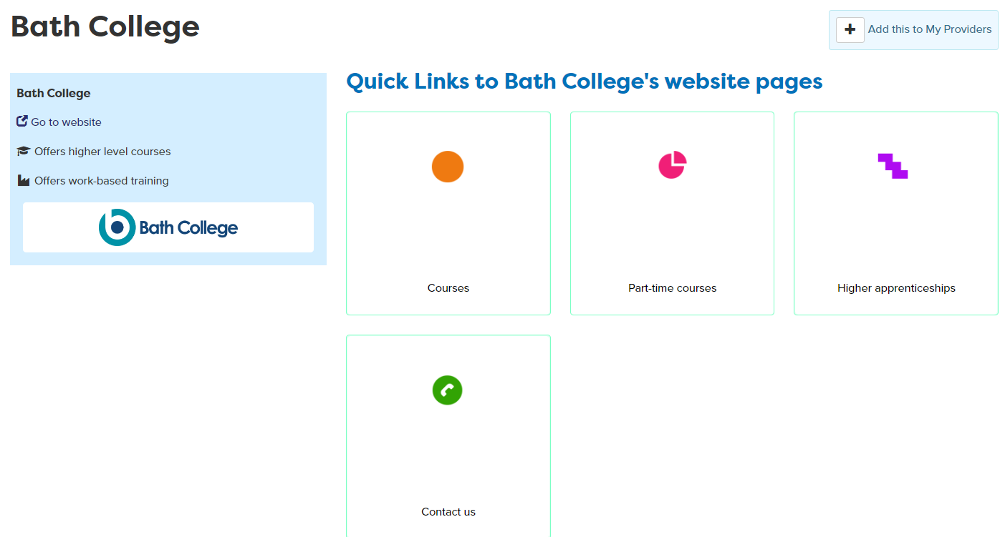 Bath College
Add this to My Providers
Bath College
Go to website
Offers higher level courses
Offers work-based training
Bath College
Quick Links to Bath College's website pages
Courses
Part-time courses
Higher apprenticeships
Contact us